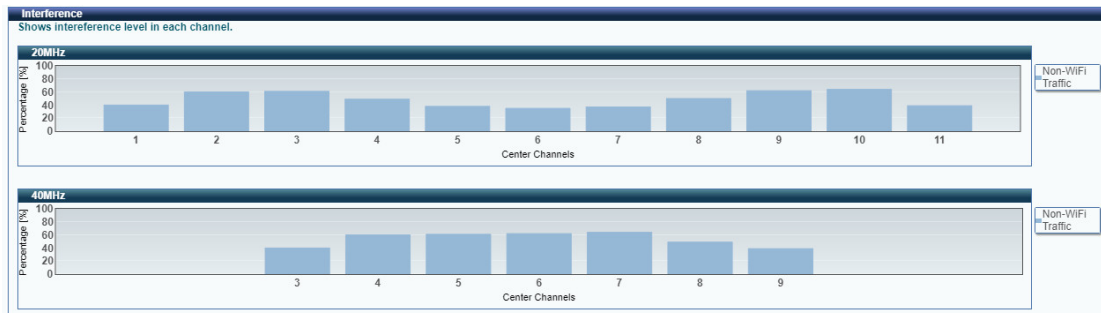 Interference
Shows intereference level in each channel.
20MHz
Percentage [%]
100
80
60
40
20
0
1 2 3 4 5 6 7 8 9 10 11
Center Channels
Non-WiFi
Traffic
40MHz
Percentage [%]
100
80
60
40
20
0
3 4 5 6 7 8 9
Center Channels
Non-WiFi
Traffic